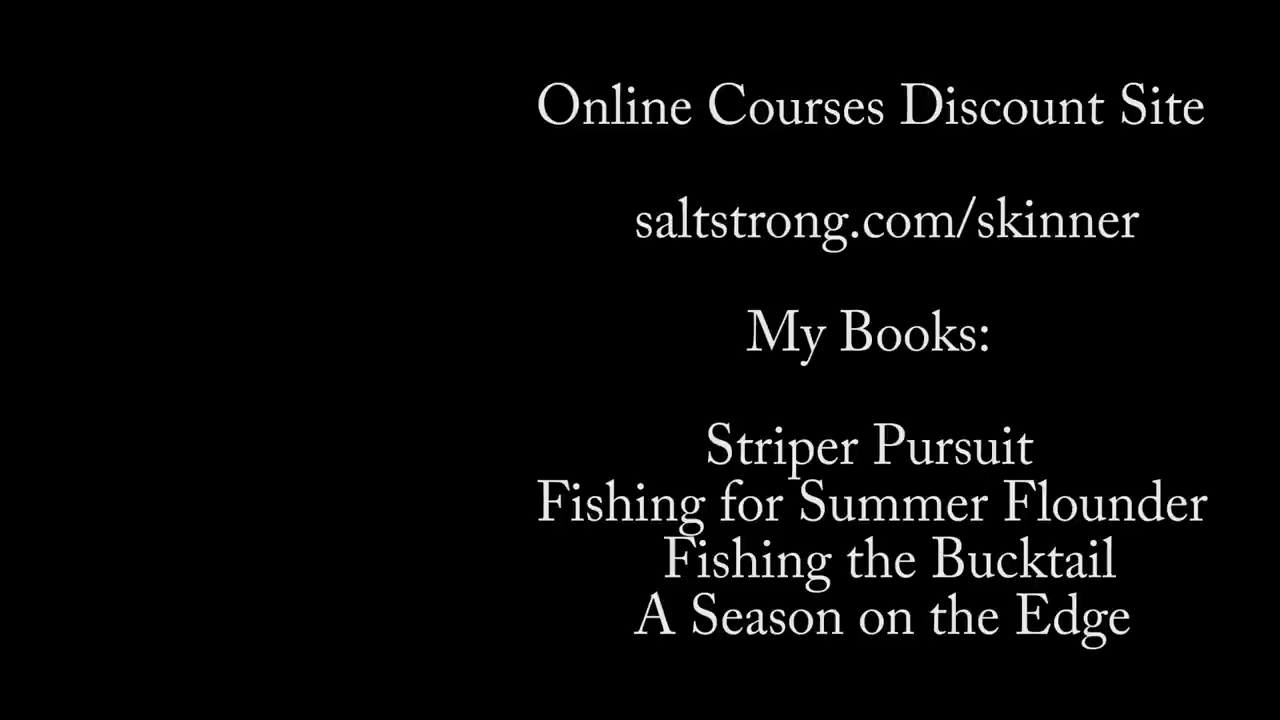 Online Courses Discount Site
saltstrong.com/skinner
My Books:
Striper Pursuit
Fishing for Summer Flounder
Fishing the Bucktail
A Season on the Edge